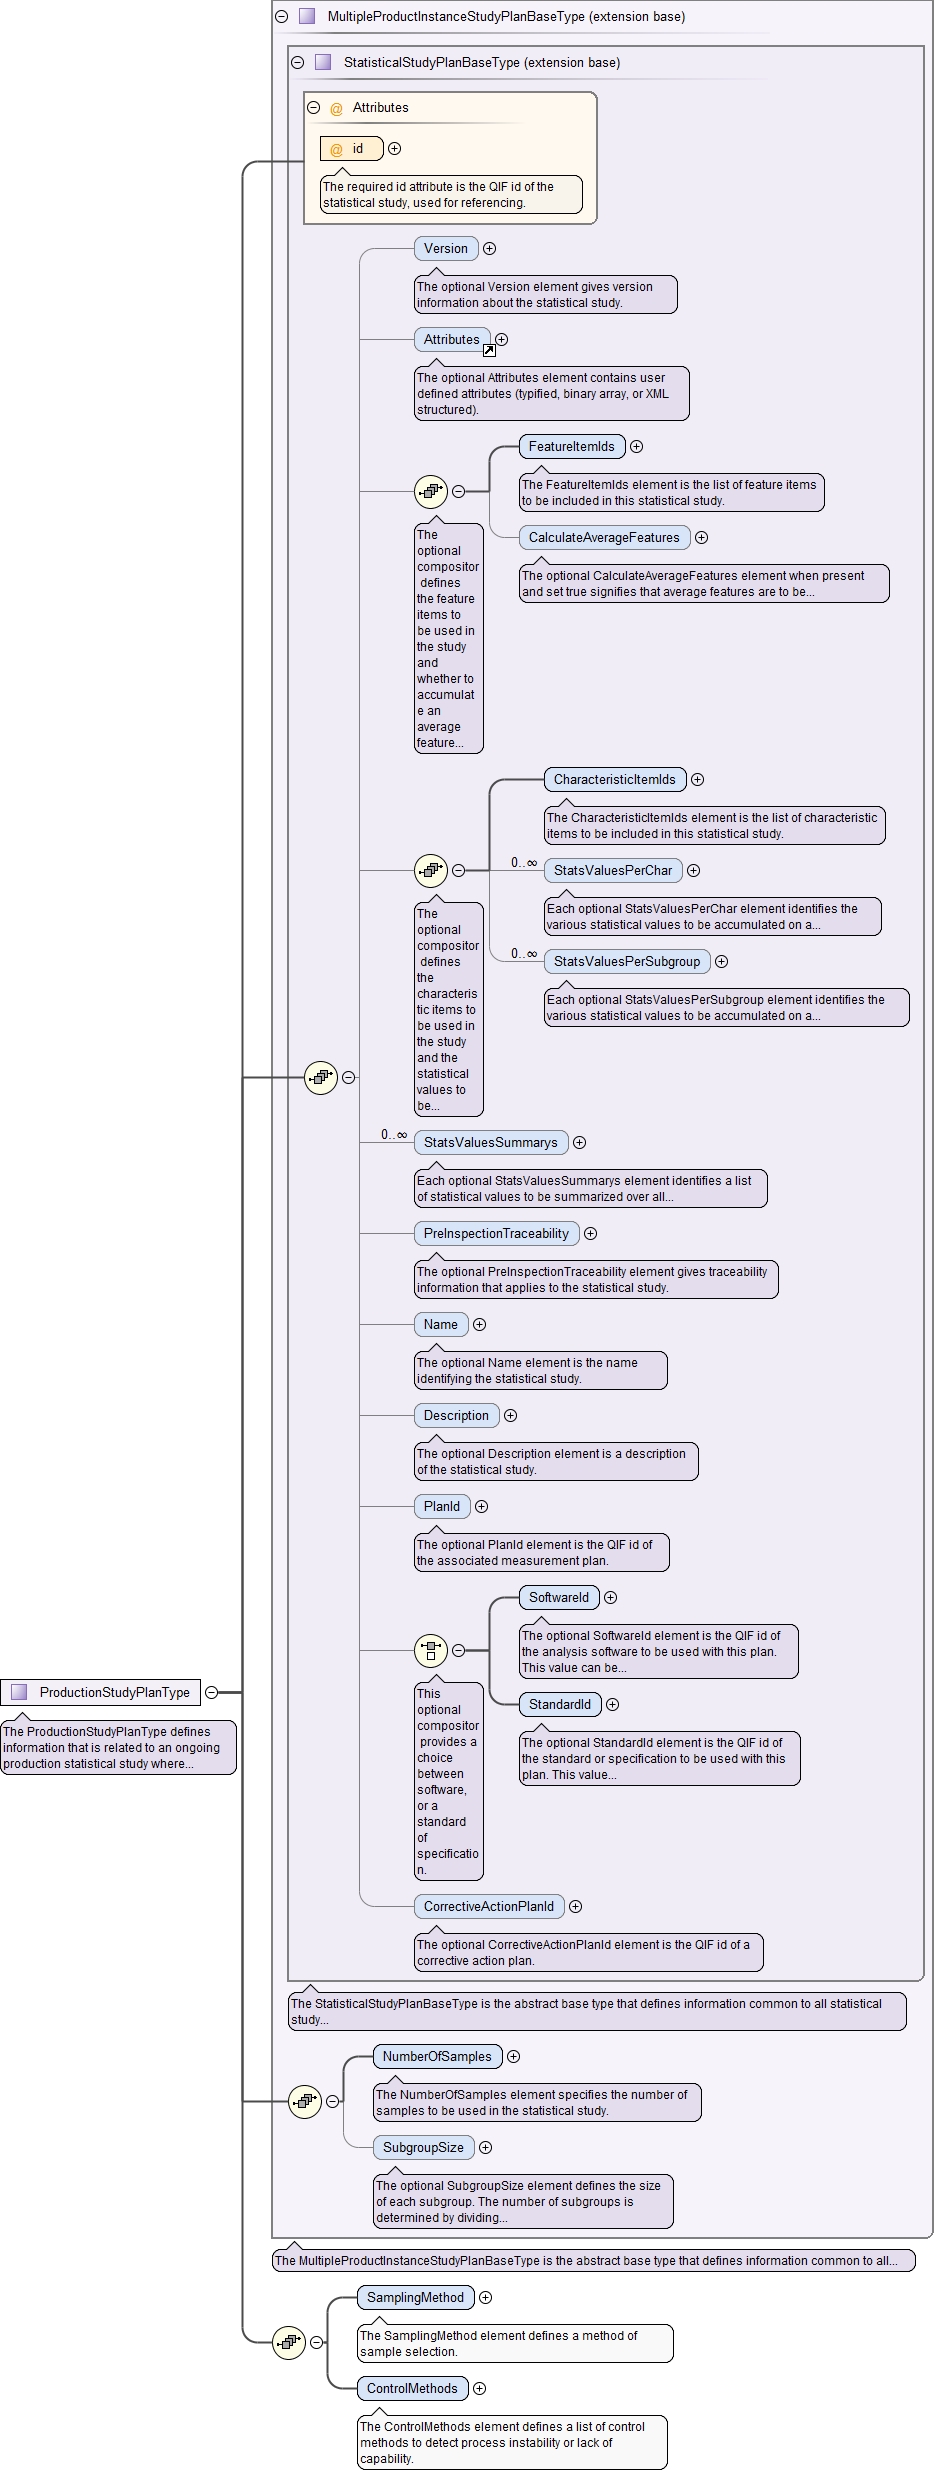 MultipleProductInstanceStudyPlanBaseType (extension base)
StatisticalStudyPlanBaseType (extension base)
@ Attributes
@ id
The required id attribute is the QIF id of the
statistical study, used for referencing.
Version
The optional Version element gives version
information about the statistical study.
Attributes
The optional Attributes element contains user
defined attributes (typified, binary array, or XML
structured).
FeatureItemIds
The FeatureItemIds element is the list of feature items
to be included in this statistical study.
CalculateAverageFeatures
The optional CalculateAverageFeatures element when present
and set true signifies that average features are to be...
The
optional
compositor
defines
the feature
items to
be used in
the study
and
whether to
accumulat
e an
average
feature...
CharacteristicItemIds
The CharacteristicItemIds element is the list of characteristic
items to be included in this statistical study.
0..∞
StatsValuesPerChar
Each optional StatsValuesPerChar element identifies the
various statistical values to be accumulated on a...
0..∞
StatsValuesPerSubgroup
Each optional StatsValuesPerSubgroup element identifies the
various statistical values to be accumulated on a...
The
optional
compositor
defines
the
characteris
tic items to
be used in
the study
and the
statistical
values to
be...
0..∞
StatsValuesSummarys
Each optional StatsValuesSummarys element identifies a list
of statistical values to be summarized over all...
PreInspectionTraceability
The optional PreInspectionTraceability element gives traceability
information that applies to the statistical study.
Name
The optional Name element is the name
identifying the statistical study.
Description
The optional Description element is a description
of the statistical study.
PlanId
The optional PlanId element is the QIF id of
the associated measurement plan.
SoftwareId
The optional SoftwareId element is the QIF id of
the analysis software to be used with this plan.
This value can be...
StandardId
The optional StandardId element is the QIF id of
the standard or specification to be used with this
plan. This value...
This
optional
compositor
provides a
choice
between
software,
or a
standard
of
specificatio
n.
ProductionStudyPlanType
The ProductionStudyPlanType defines
information that is related to an ongoing
production statistical study where...
CorrectiveActionPlanId
The optional CorrectiveActionPlanId element is the QIF id of a
corrective action plan.
The StatisticalStudyPlanBaseType is the abstract base type that defines information common to all statistical
study...
NumberOfSamples
The NumberOfSamples element specifies the number of
samples to be used in the statistical study.
SubgroupSize
The optional SubgroupSize element defines the size
of each subgroup. The number of subgroups is
determined by dividing...
The MultipleProductInstanceStudyPlanBaseType is the abstract base type that defines information common to all...
SamplingMethod
The SamplingMethod element defines a method of
sample selection.
ControlMethods
The ControlMethods element defines a list of control
methods to detect process instability or lack of
capability.